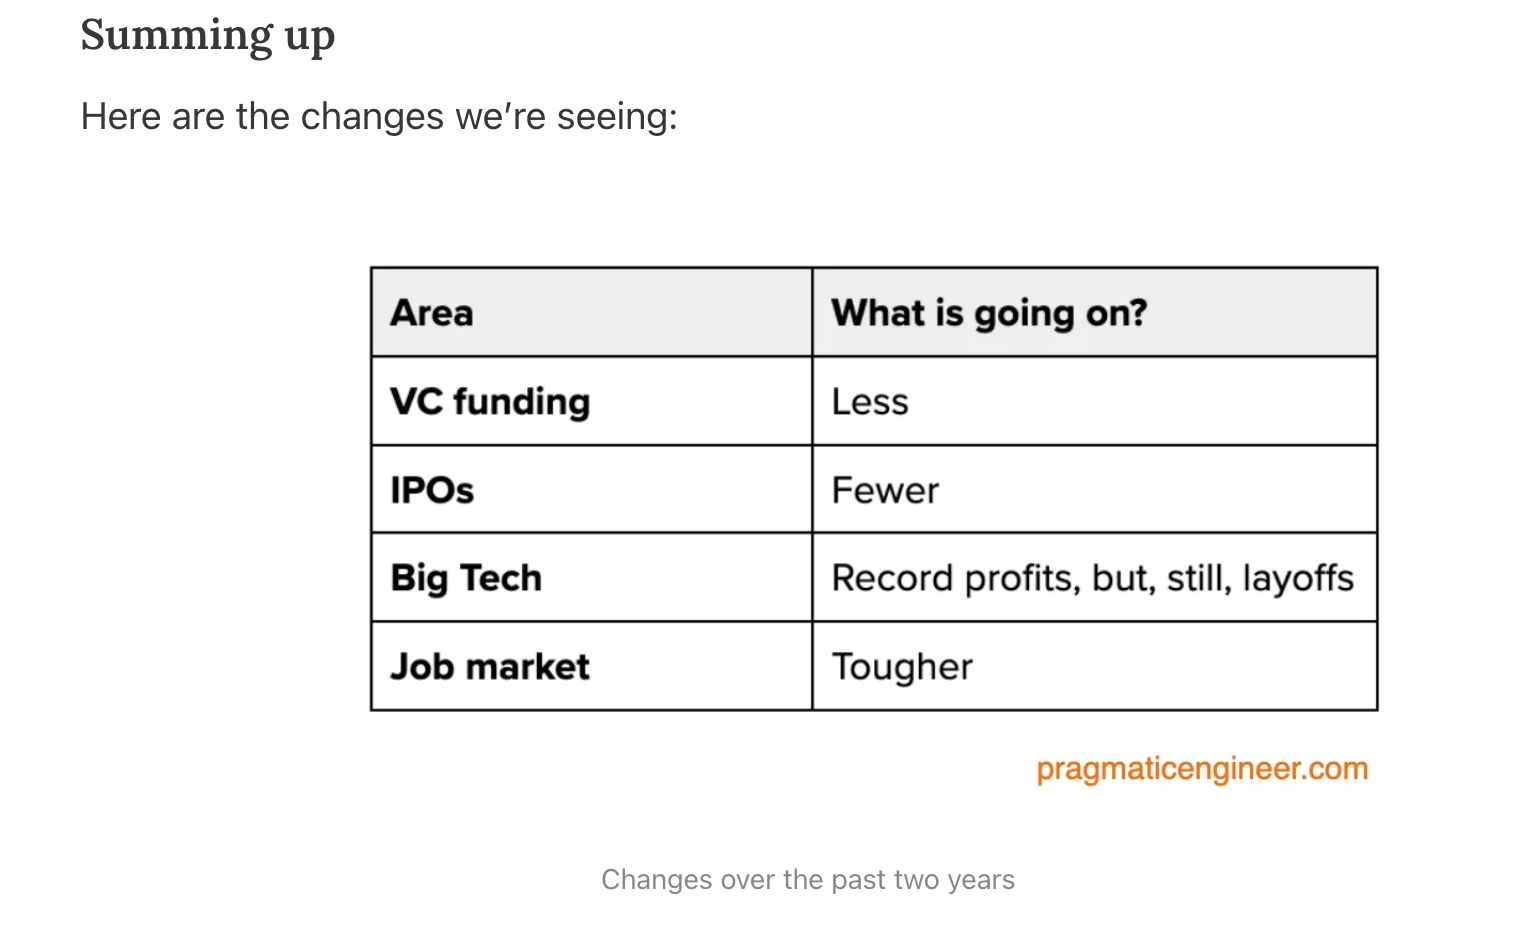 Summing up
Here are the changes we’re seeing:
Area What is going on?
VC funding Less
IPOs Fewer
Big Tech Record profits, but, still, layoffs
Job market Tougher
pragmaticengineer.com
Changes over the past two years